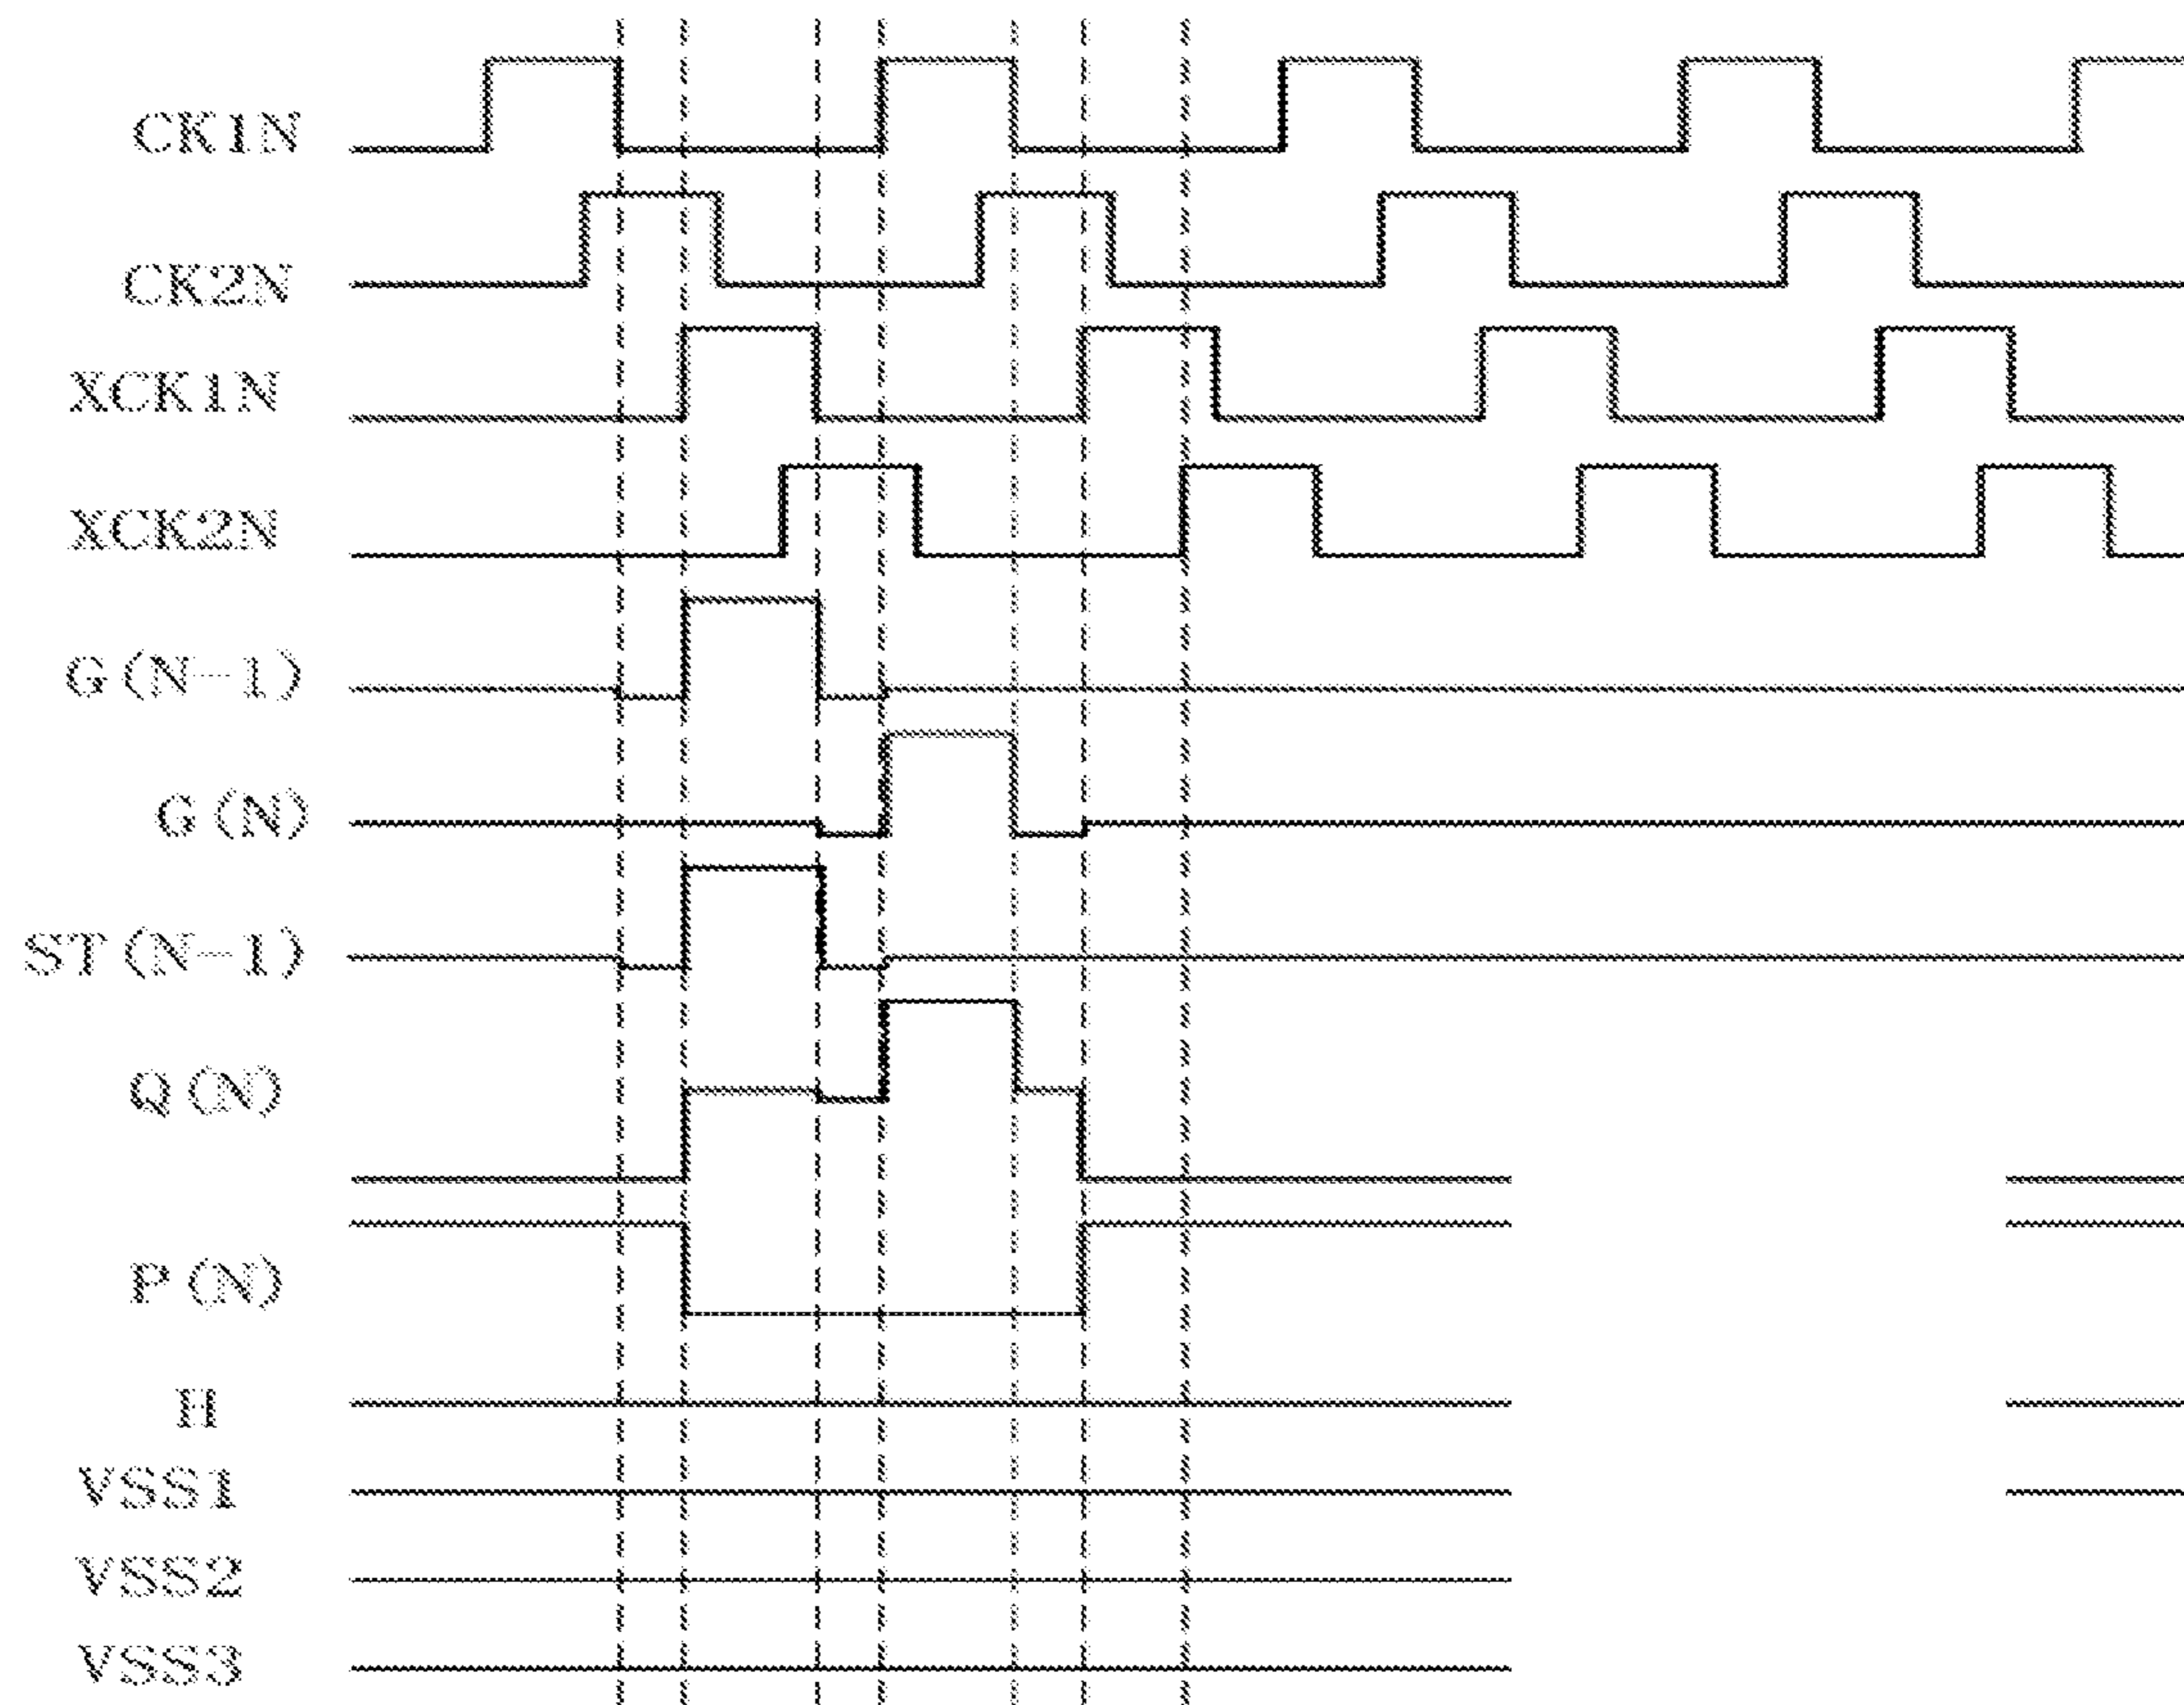 CK1N
CK2N
XCK1N
XCK2N
G(N-1)
G(N)
ST(N-1)
Q(N)
P(N)
H
VSS1
VSS2
VSS3